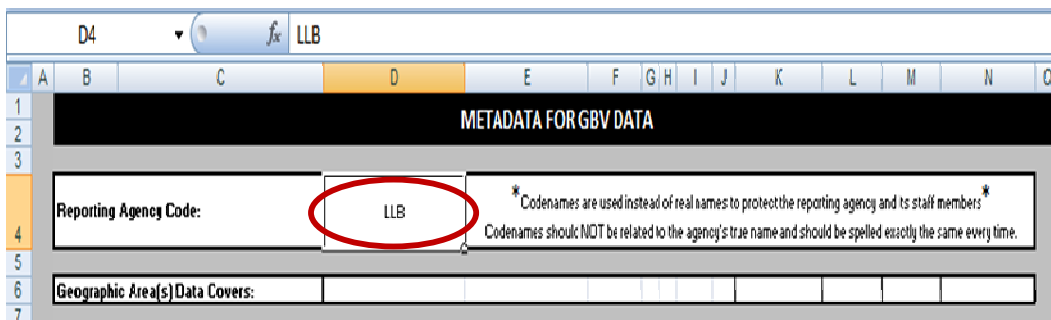 D4 fx LLB
A B C D E F G H I J K L M N O
1
METADATA FOR GBV DATA
2
3
*Codenames are used instead of real names to protect the reporting agency and its staff members*
Reporting Agency Code: LLB
4 Codenames should NOT be related to the agency's true name and should be spelled exactly the same every time.
5
6 Geographic Area(s) Data Covers:
7